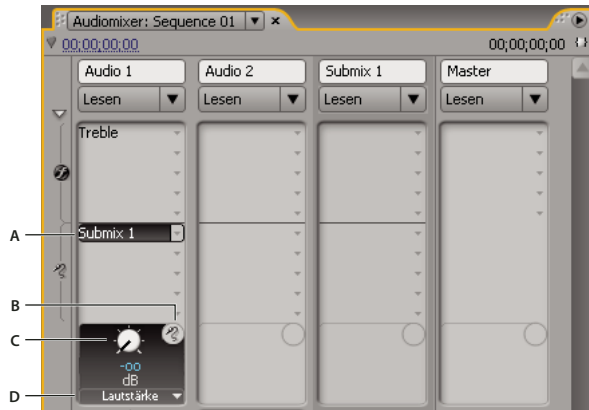 Audiomixer: Sequence 01
00;00;00;00 00;00;00;00
Audio 1 Audio 2 Submix 1 Master
Lesen Lesen Lesen Lesen
Treble
A Submix 1
B
C
-oo
dB
D Lautstärke